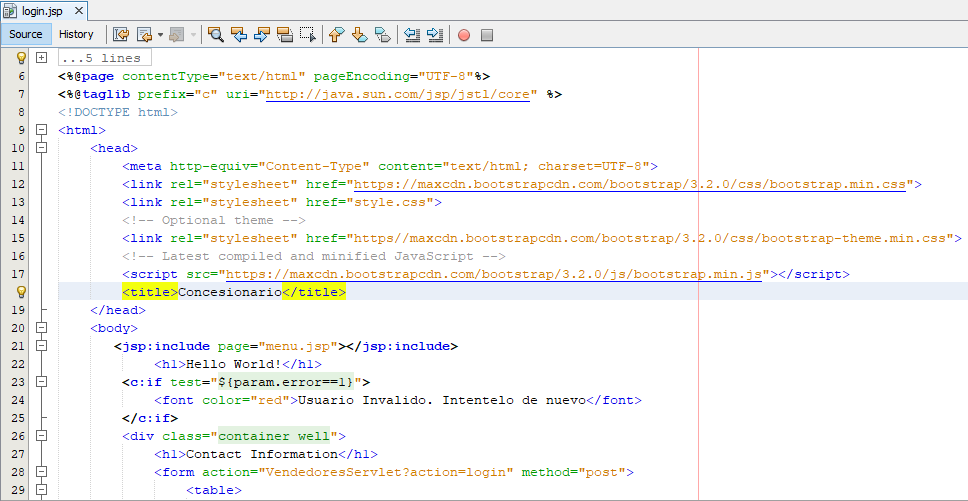 login.jsp
Source History
...5 lines
6 <%@page contentType="text/html" pageEncoding="UTF-8"%>
7 <%@taglib prefix="c" uri="http://java.sun.com/jsp/jstl/core" %>
8 <!DOCTYPE html>
9 <html>
10 <head>
11 <meta http-equiv="Content-Type" content="text/html; charset=UTF-8">
12 <link rel="stylesheet" href="https://maxcdn.bootstrapcdn.com/bootstrap/3.2.0/css/bootstrap.min.css">
13 <link rel="stylesheet" href="style.css">
14 <!-- Optional theme -->
15 <link rel="stylesheet" href="https//maxcdn.bootstrapcdn.com/bootstrap/3.2.0/css/bootstrap-theme.min.css">
16 <!-- Latest compiled and minified JavaScript -->
17 <script src="https://maxcdn.bootstrapcdn.com/bootstrap/3.2.0/js/bootstrap.min.js"></script>
<title>Concesionario</title>
19 </head>
20 <body>
21 <jsp:include page="menu.jsp"></jsp:include>
22 <h1>Hello World!</h1>
23 <c:if test="${param.error==1}">
24 <font color="red">Usuario Invalido. Intentelo de nuevo</font>
25 </c:if>
26 <div class="container well">
27 <h1>Contact Information</h1>
28 <form action="VendedoresServlet?action=login" method="post">
29 <table>